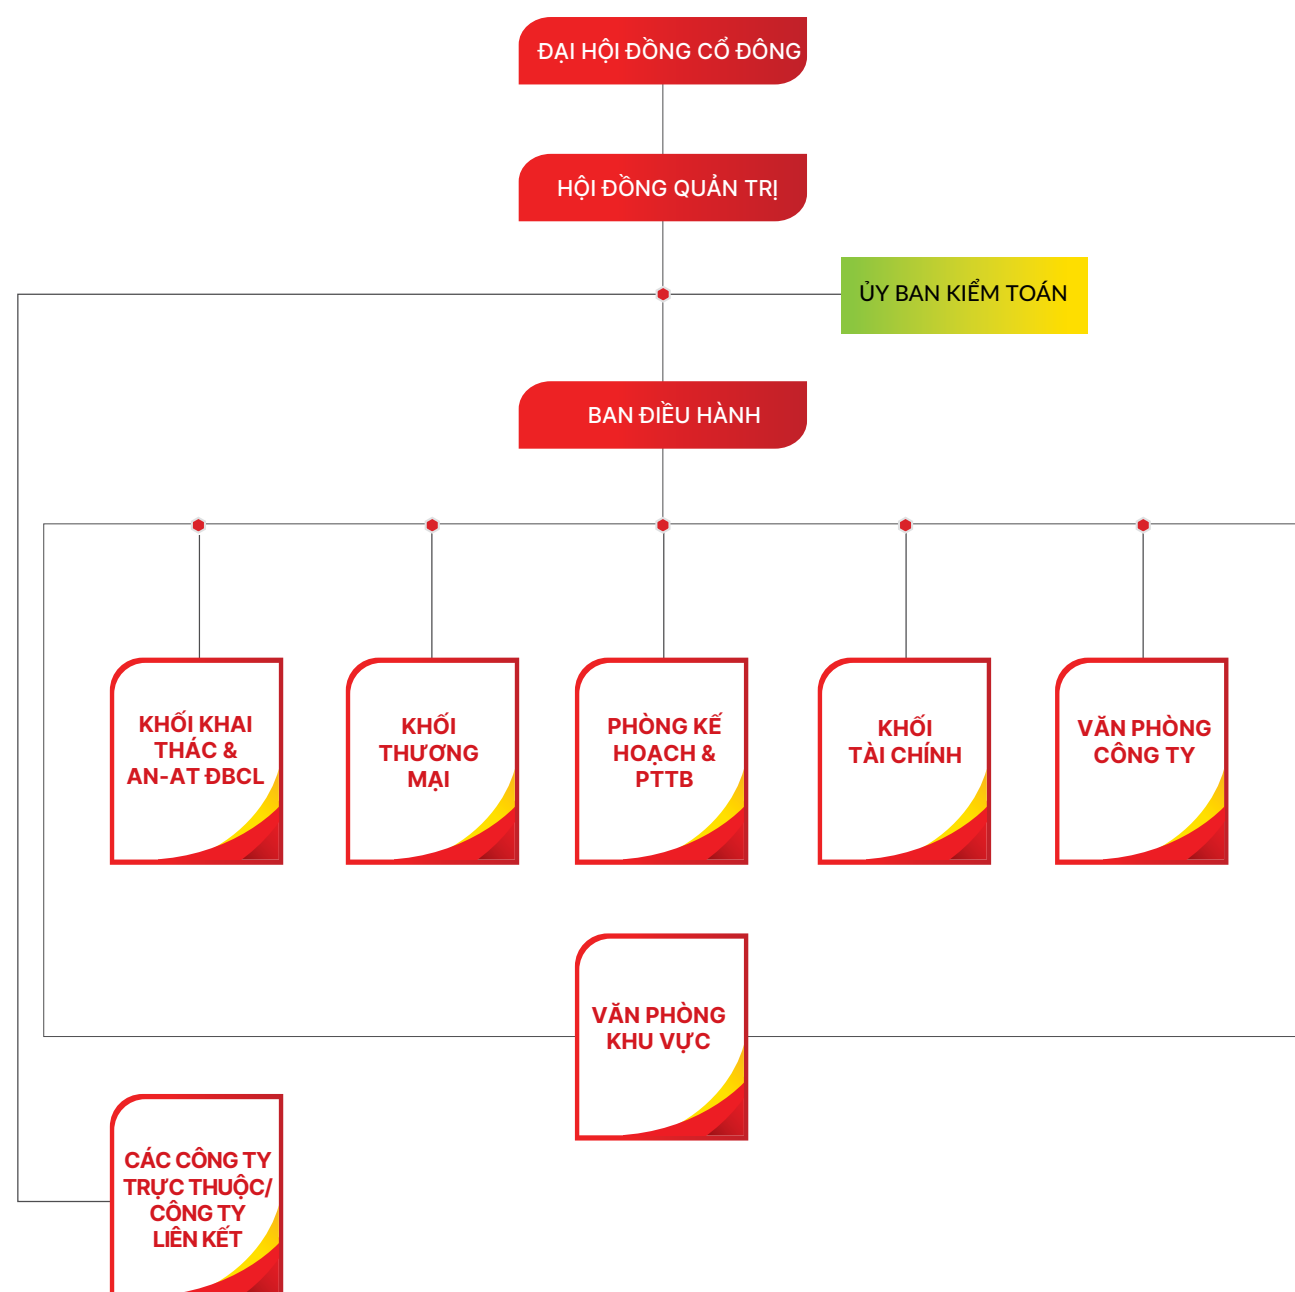 ĐẠI HỘI ĐỒNG CỔ ĐÔNG
HỘI ĐỒNG QUẢN TRỊ
ỦY BAN KIỂM TOÁN
BAN ĐIỀU HÀNH
KHỐI KHAI
THÁC &
AN-AT ĐBCL
KHỐI
THƯƠNG
MẠI
PHÒNG KẾ
HOẠCH &
PTTB
KHỐI
TÀI CHÍNH
VĂN PHÒNG
CÔNG TY
VĂN PHÒNG
KHU VỰC
CÁC CÔNG TY
TRỰC THUỘC/
CÔNG TY
LIÊN KẾT